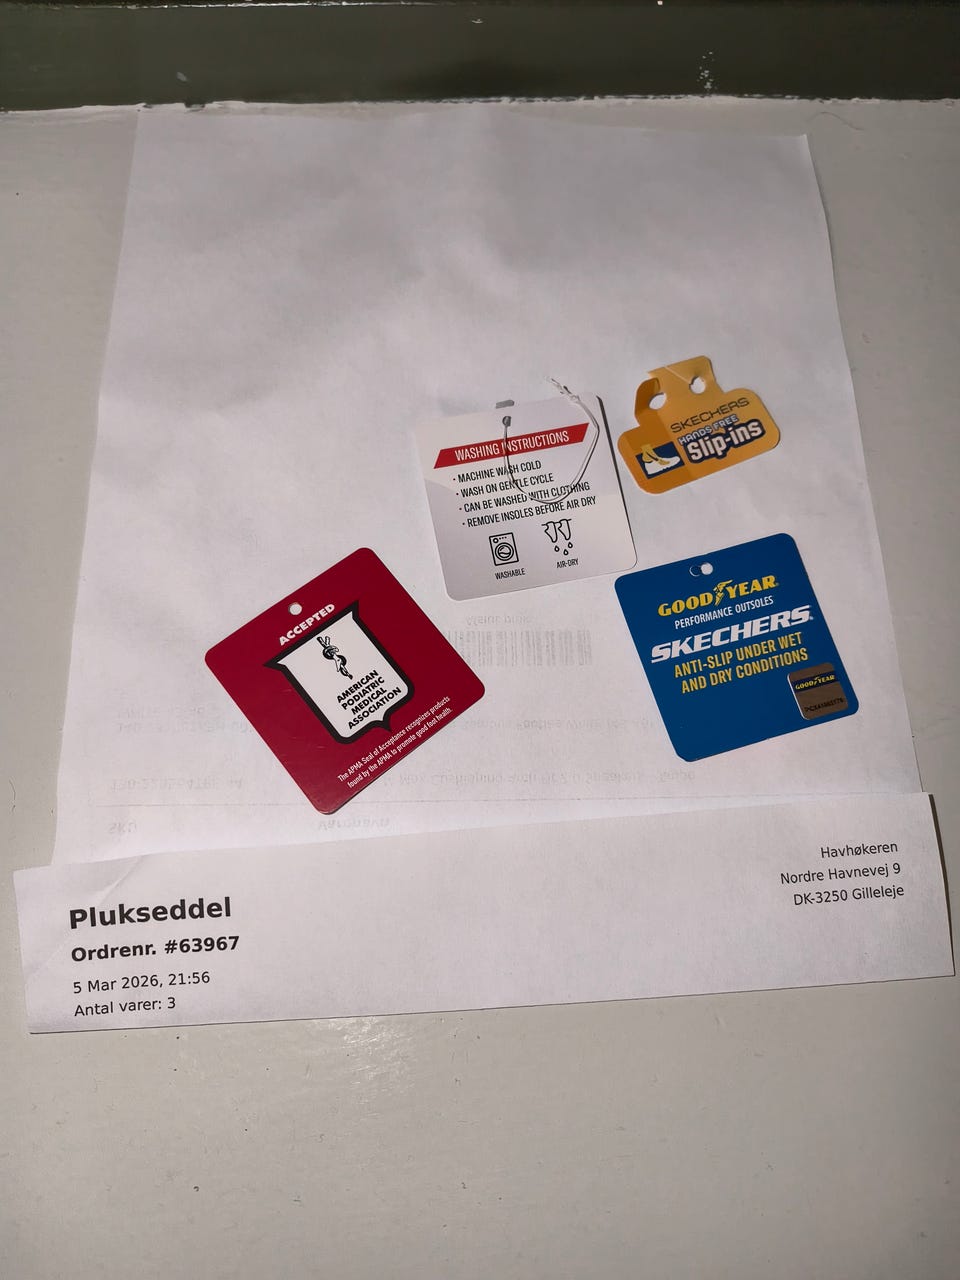 SKECHERS
HANDS FREE
slip-ins
WASHING INSTRUCTIONS
• MACHINE WASH COLD
• WASH ON GENTLE CYCLE
• CAN BE WASHED WITH CLOTHING
• REMOVE INSOLES BEFORE AIR DRY
WASHABLE
AIR-DRY
GOODYEAR
PERFORMANCE OUTSOLES
SKECHERS
ANTI-SLIP UNDER WET
AND DRY CONDITIONS
GOODYEAR
ACCEPTED
AMERICAN
PODIATRIC
MEDICAL
ASSOCIATION
The APMA Seal of Acceptance recognizes products
found by the APMA to promote good foot health.
Plukseddel
Ordrenr. #63967
5 Mar 2026, 21:56
Antal varer: 3
Havhøkeren
Nordre Havnevej 9
DK-3250 Gilleleje